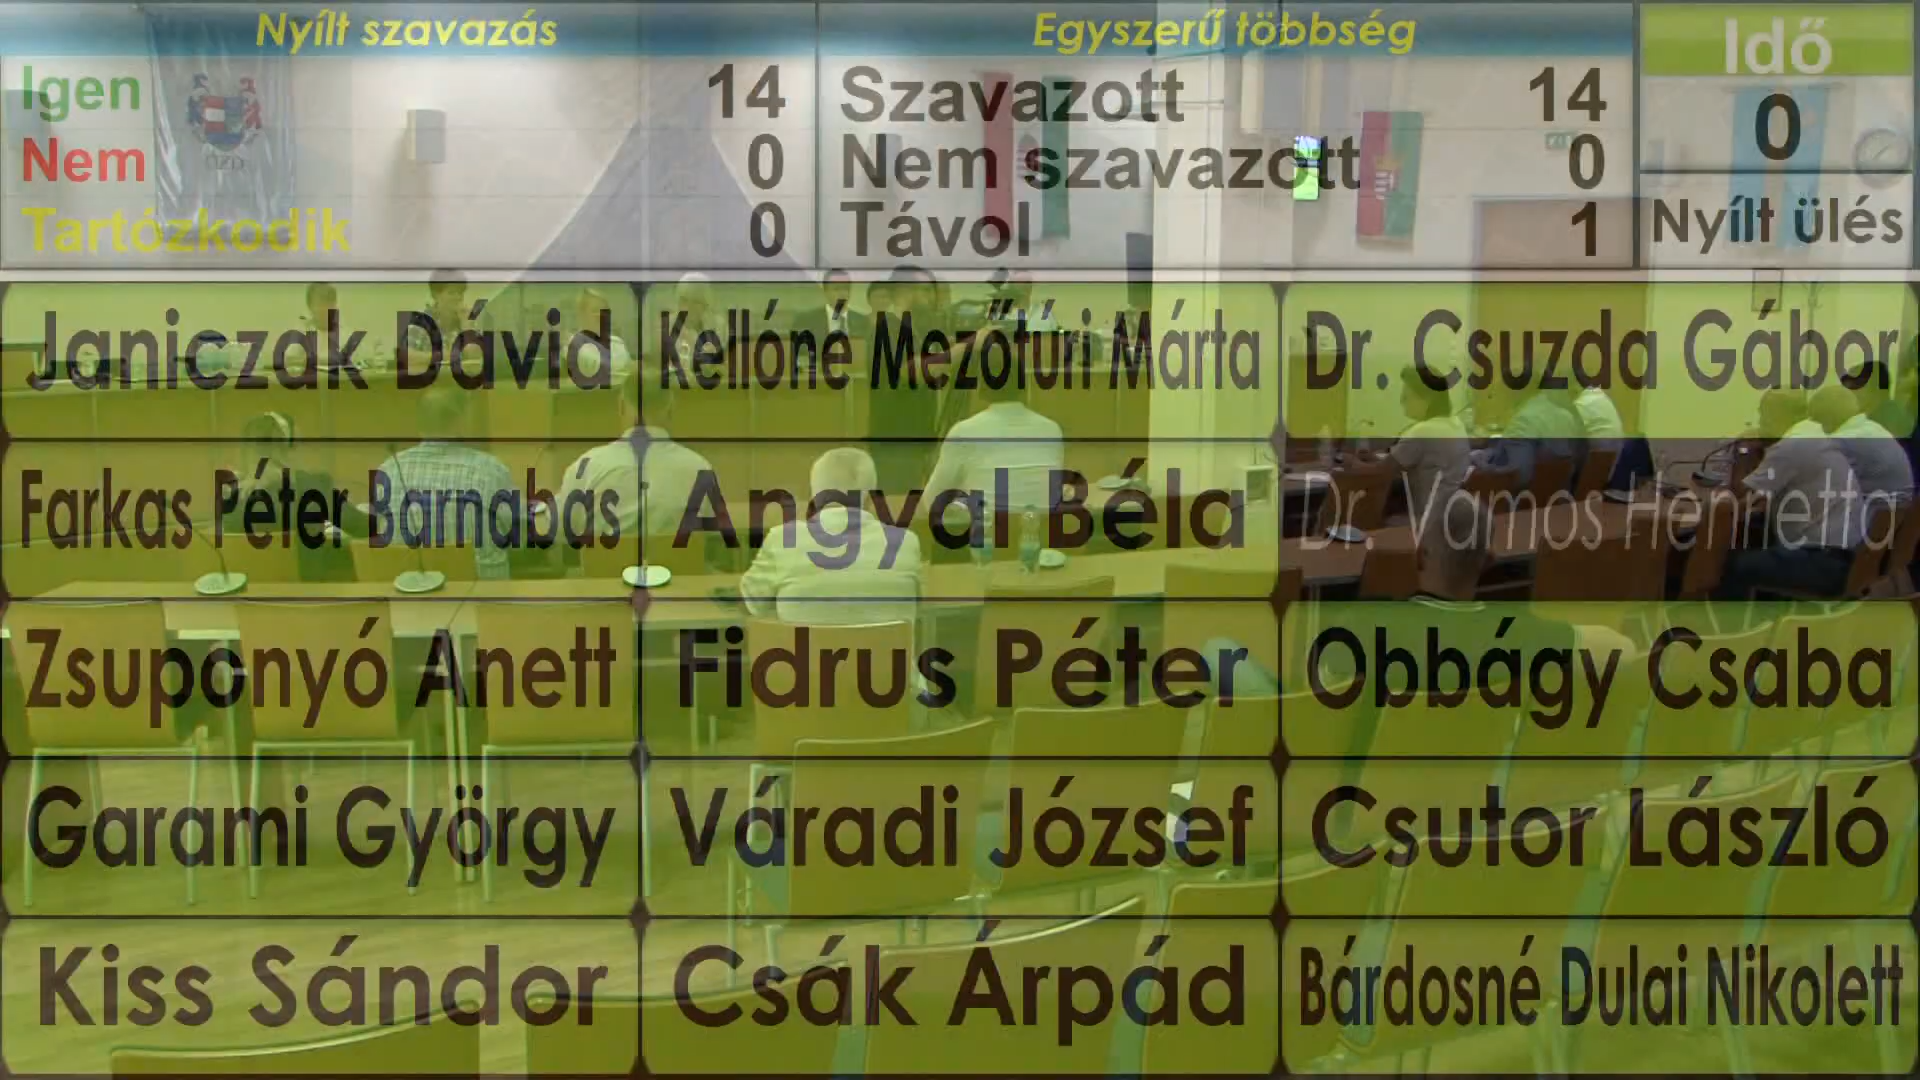 Nyílt szavazás
Igen 14
Nem 0
Tartózkodik 0
Egyszerű többség
Szavazott 14
Nem szavazott 0
Távol 1
Idő
0
Nyílt ülés
ÓZD
Janiczak Dávid Kellóné Mezőtúri Márta Dr. Csuzda Gábor
Farkas Péter Barnabás Angyal Béla Dr. Vámos Henrietta
Zsuponyó Anett Fidrus Péter Obbágy Csaba
Garami György Váradi József Csutor László
Kiss Sándor Csák Árpád Bárdosné Dulai Nikolett